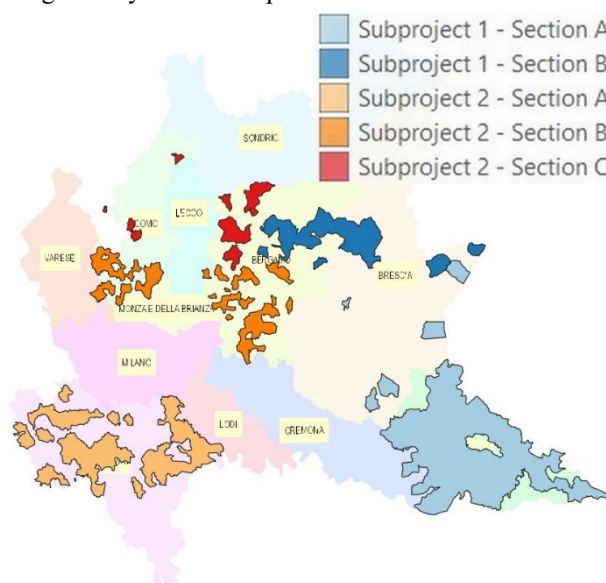 Subproject 1 - Section A
Subproject 1 - Section B
Subproject 2 - Section A
Subproject 2 - Section B
Subproject 2 - Section C
SONDRIO
LECCO
COMO
VARESE
BERGAMO
BRESCIA
MONZA E DELLA BRIANZA
MILANO
LODI
CREMONA